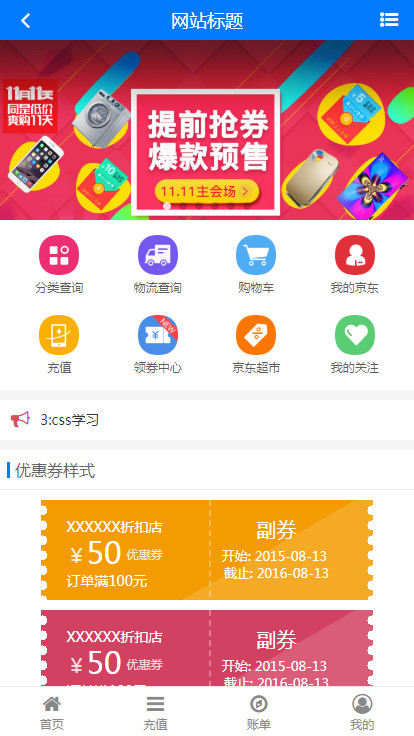 网站标题
11月11天
同是低价
爽购11天
提前抢券
爆款预售
11.11主会场
5
10
分类查询
物流查询
购物车
我的京东
NEW
充值
领券中心
京东超市
我的关注
3:css学习
优惠券样式
XXXXXX折扣店
副券
¥50 优惠券
开始: 2015-08-13
订单满100元
截止: 2016-08-13
XXXXXX折扣店
副券
¥50 优惠券
开始: 2015-08-13
截止: 2016-08-13
首页
充值
账单
我的